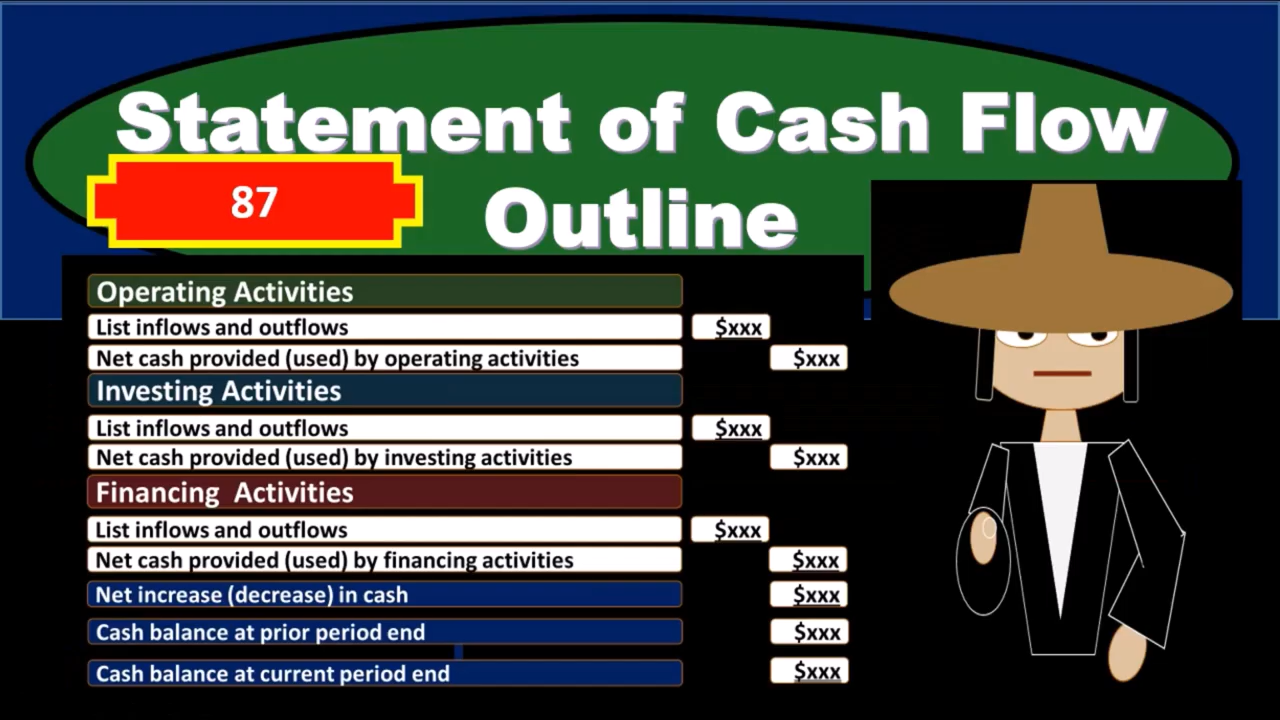 Statement of Cash Flow
Outline
87
Operating Activities
List inflows and outflows $xxx
Net cash provided (used) by operating activities $xxx
Investing Activities
List inflows and outflows $xxx
Net cash provided (used) by investing activities $xxx
Financing Activities
List inflows and outflows $xxx
Net cash provided (used) by financing activities $xxx
Net increase (decrease) in cash $xxx
Cash balance at prior period end $xxx
Cash balance at current period end $xxx